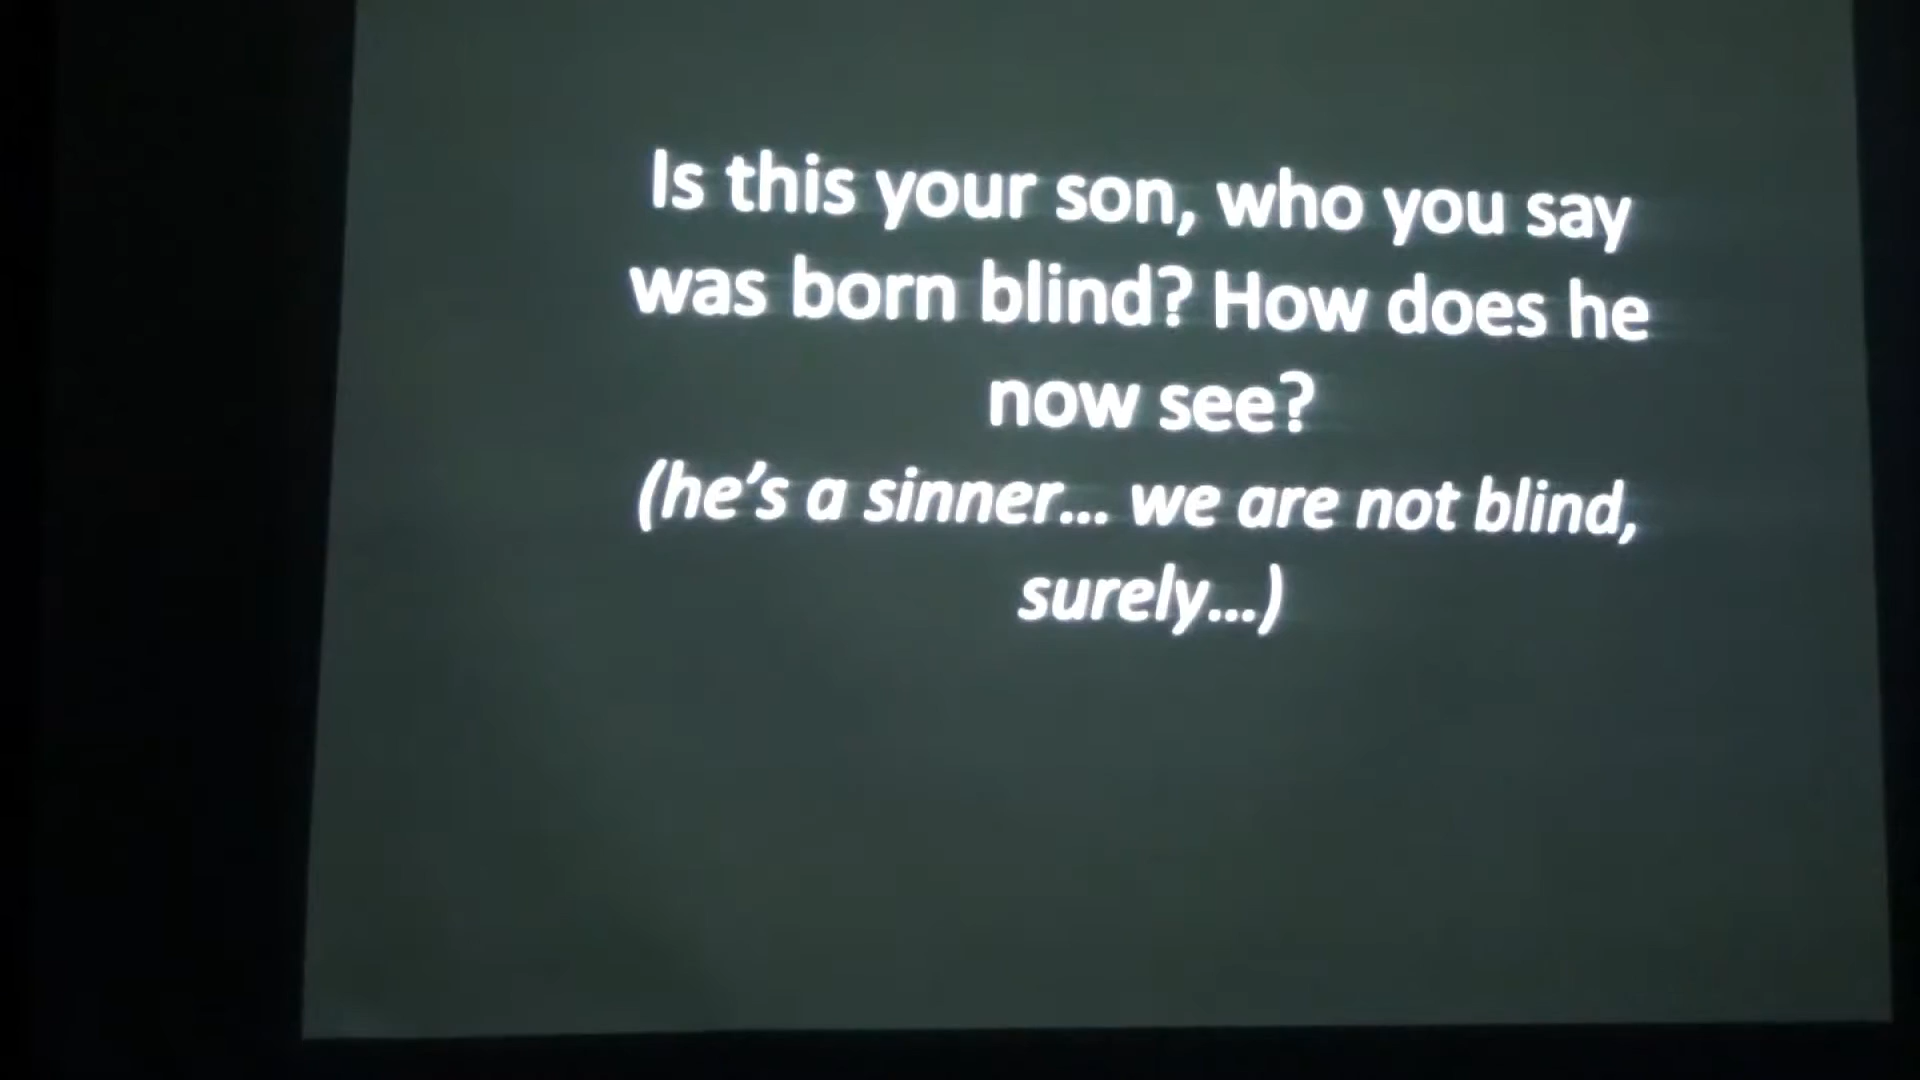 Is this your son, who you say
was born blind? How does he
now see?
(he's a sinner... we are not blind,
surely...)